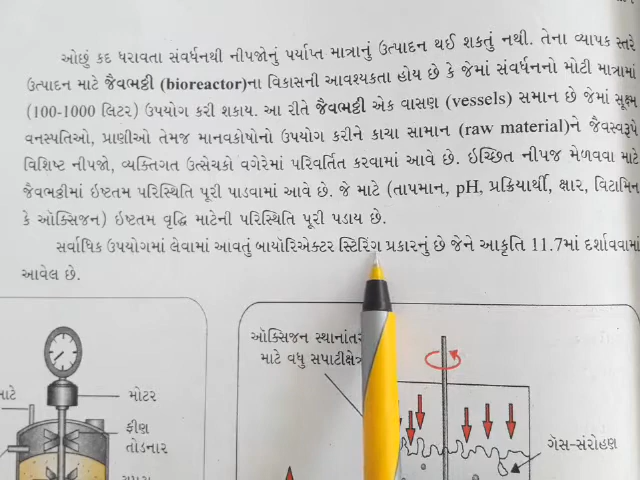 ઓછું કદ ધરાવતા સંવર્ધનથી નીપજોનું પર્યાપ્ત માત્રાનું ઉત્પાદન થઈ શકતું નથી. તેના વ્યાપક સ્તરે
ઉત્પાદન માટે જૈવભઠ્ઠી (bioreactor)ના વિકાસની આવશ્યકતા હોય છે કે જેમાં સંવર્ધનનો મોટી માત્રામાં
(100-1000 લિટર) ઉપયોગ કરી શકાય. આ રીતે જૈવભઠ્ઠી એક વાસણ (vessels) સમાન છે જેમાં સૂક્ષ્મ
વનસ્પતિઓ, પ્રાણીઓ તેમજ માનવકોષોનો ઉપયોગ કરીને કાચા સામાન (raw material)ને જૈવસ્વરૂપે
વિશિષ્ટ નીપજો, વ્યક્તિગત ઉત્સેચકો વગેરેમાં પરિવર્તિત કરવામાં આવે છે. ઇચ્છિત નીપજ મેળવવા માટે
જૈવભઠ્ઠીમાં ઇષ્ટતમ પરિસ્થિતિ પૂરી પાડવામાં આવે છે. જે માટે (તાપમાન, pH, પ્રક્રિયાર્થી, ક્ષાર, વિટામિન
કે ઑક્સિજન) ઇષ્ટતમ વૃદ્ધિ માટેની પરિસ્થિતિ પૂરી પડાય છે.
સર્વાધિક ઉપયોગમાં લેવામાં આવતું બાયોરિએક્ટર સ્ટિરિંગ પ્રકારનું છે જેને આકૃતિ 11.7માં દર્શાવવામાં
આવેલ છે.
માટે
મોટર
ફીણ
તોડનાર
ઑક્સિજન સ્થાનાંતર
માટે વધુ સપાટીક્ષેત્ર
ગૅસ-સંરોહણ